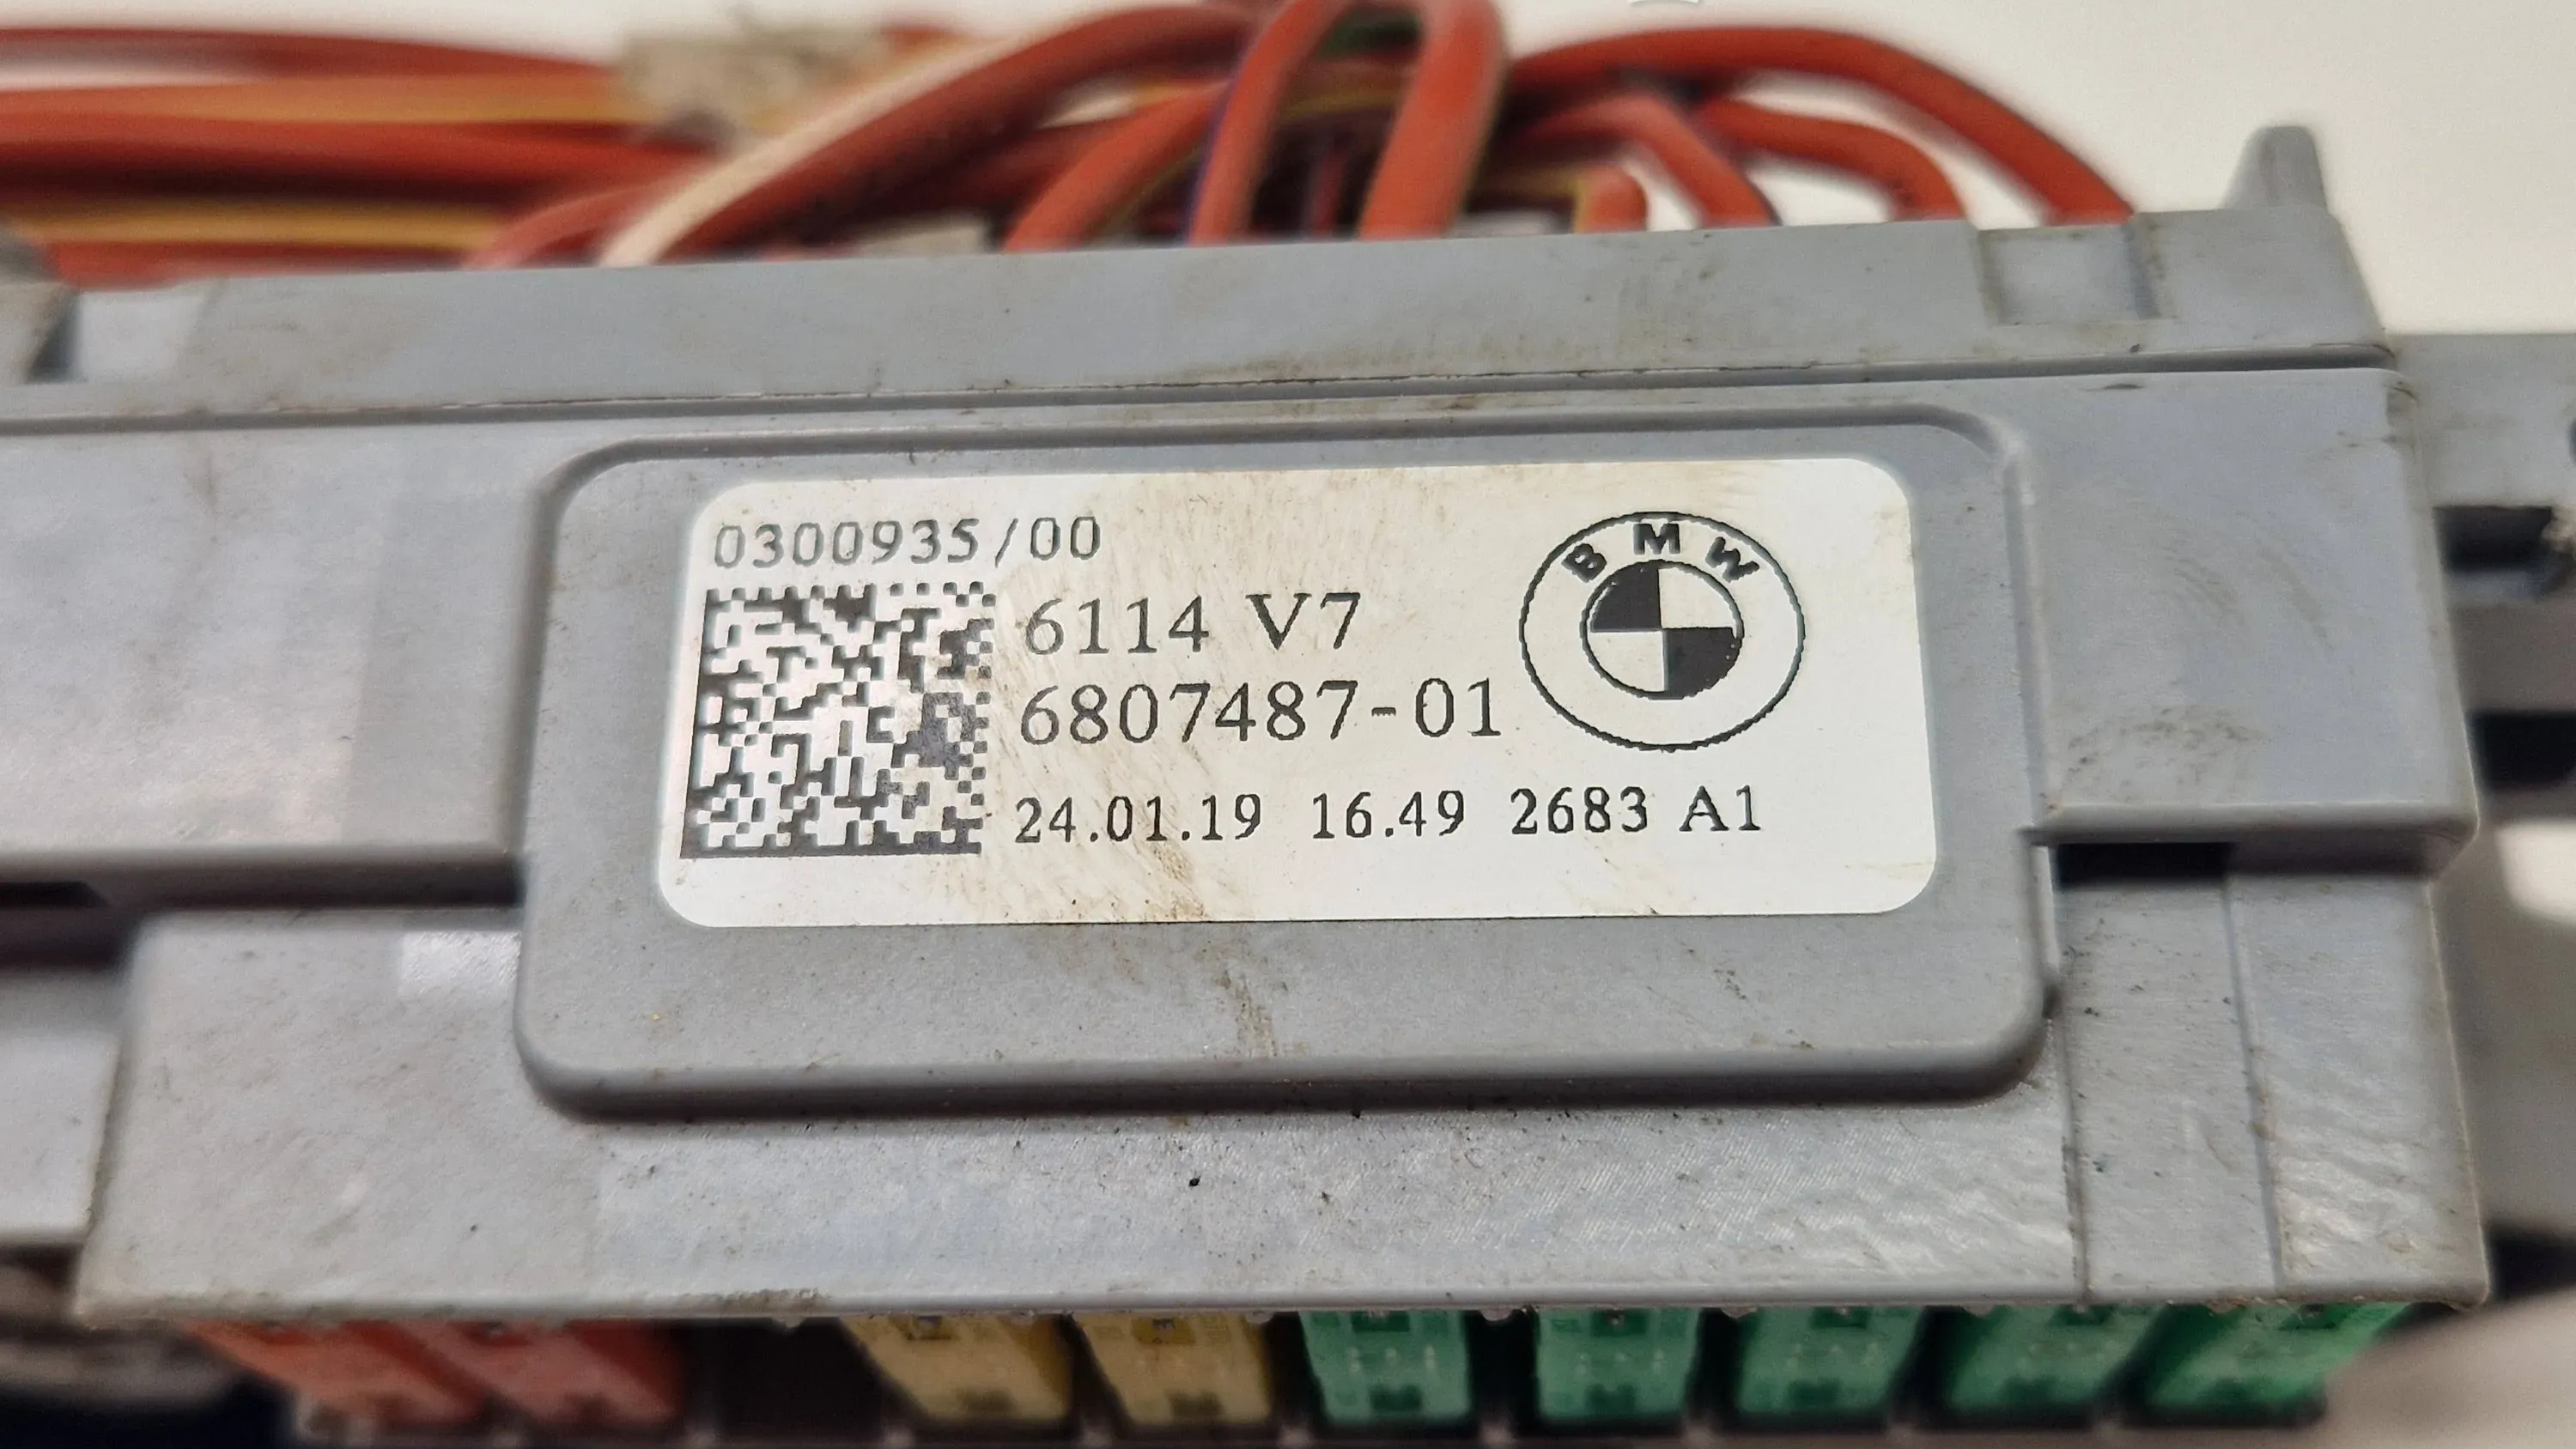 0300935/00
BMW
6114 V7
6807487-01
24.01.19 16.49 2683 A1